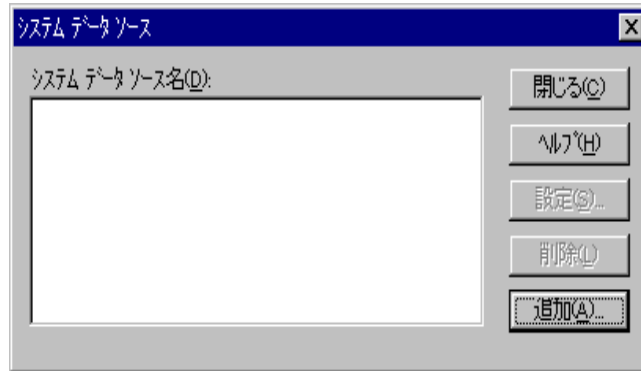 ｼｽﾃﾑ ﾃﾞｰﾀ ｿｰｽ
ｼｽﾃﾑ ﾃﾞｰﾀ ｿｰｽ名(D):
閉じる(C)
ﾍﾙﾌﾟ(H)
設定(S)...
削除(L)
追加(A)...